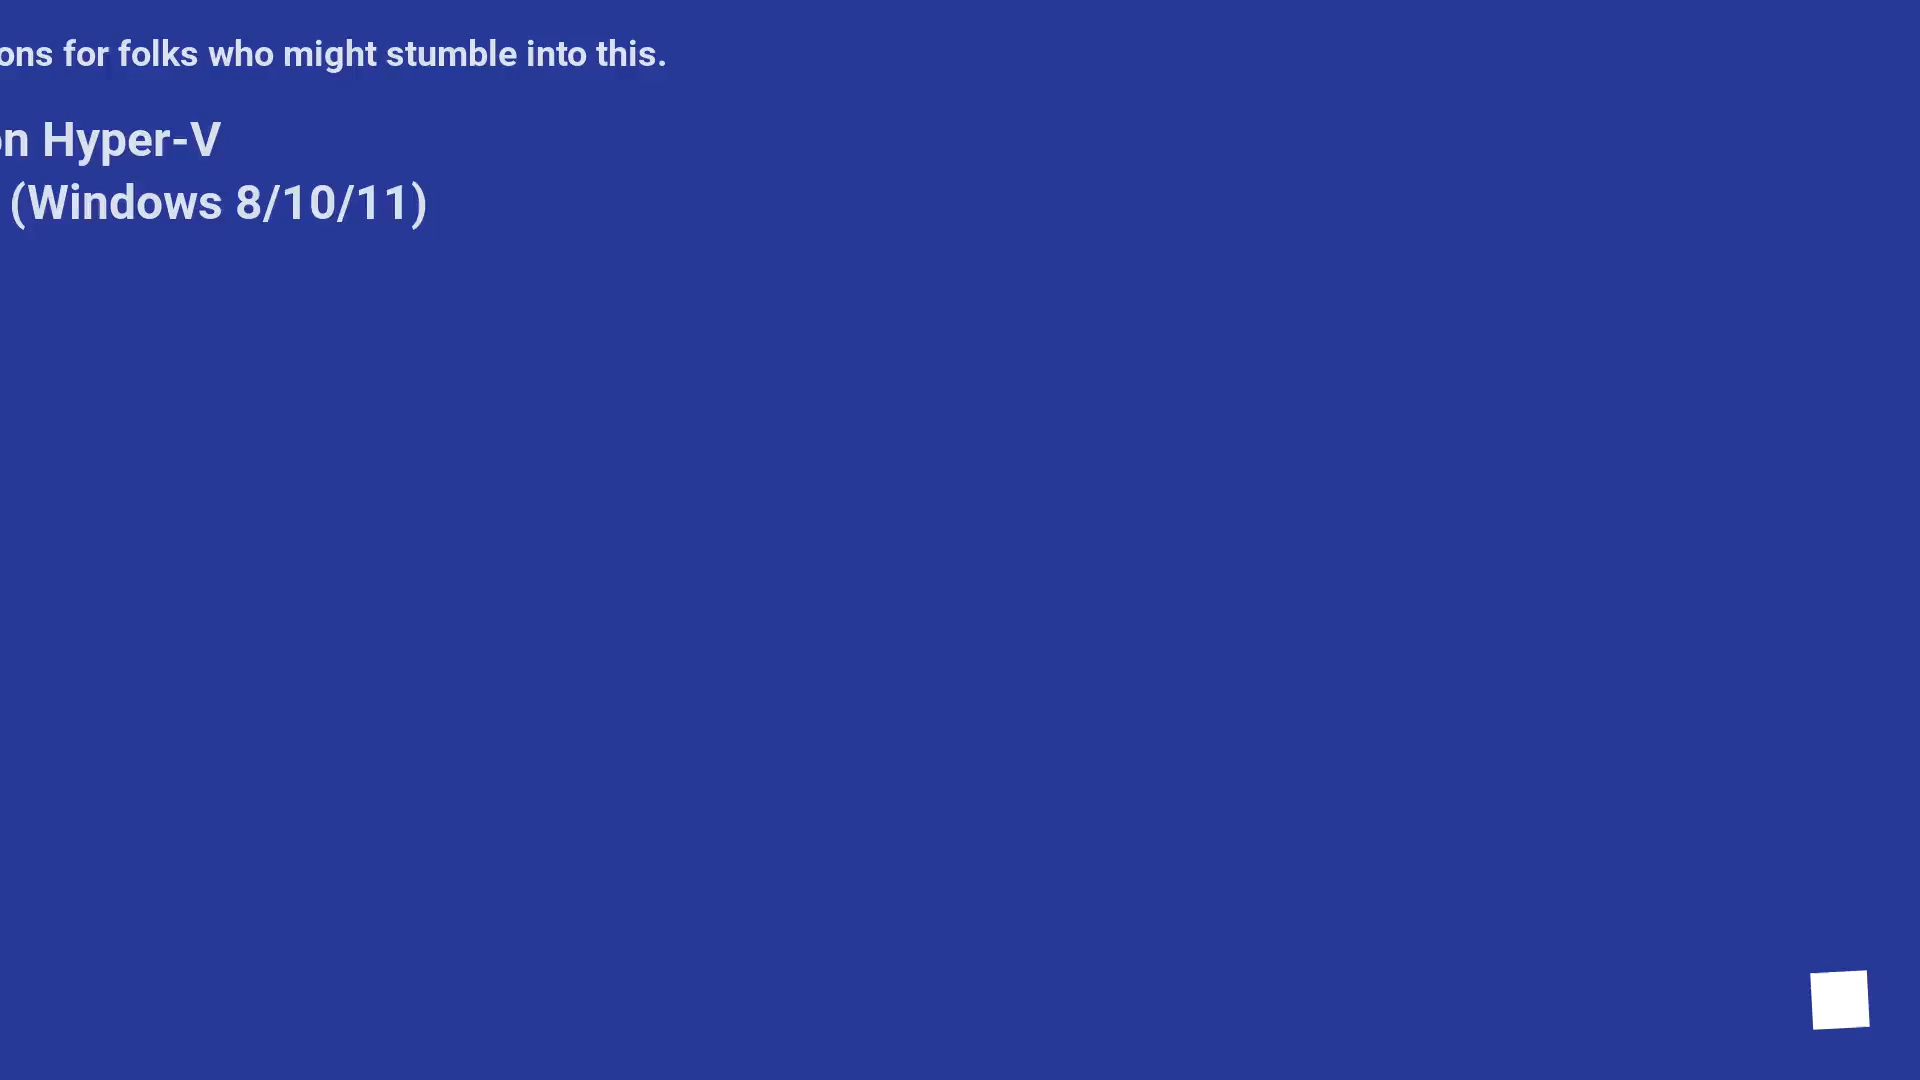 ons for folks who might stumble into this.
on Hyper-V
(Windows 8/10/11)